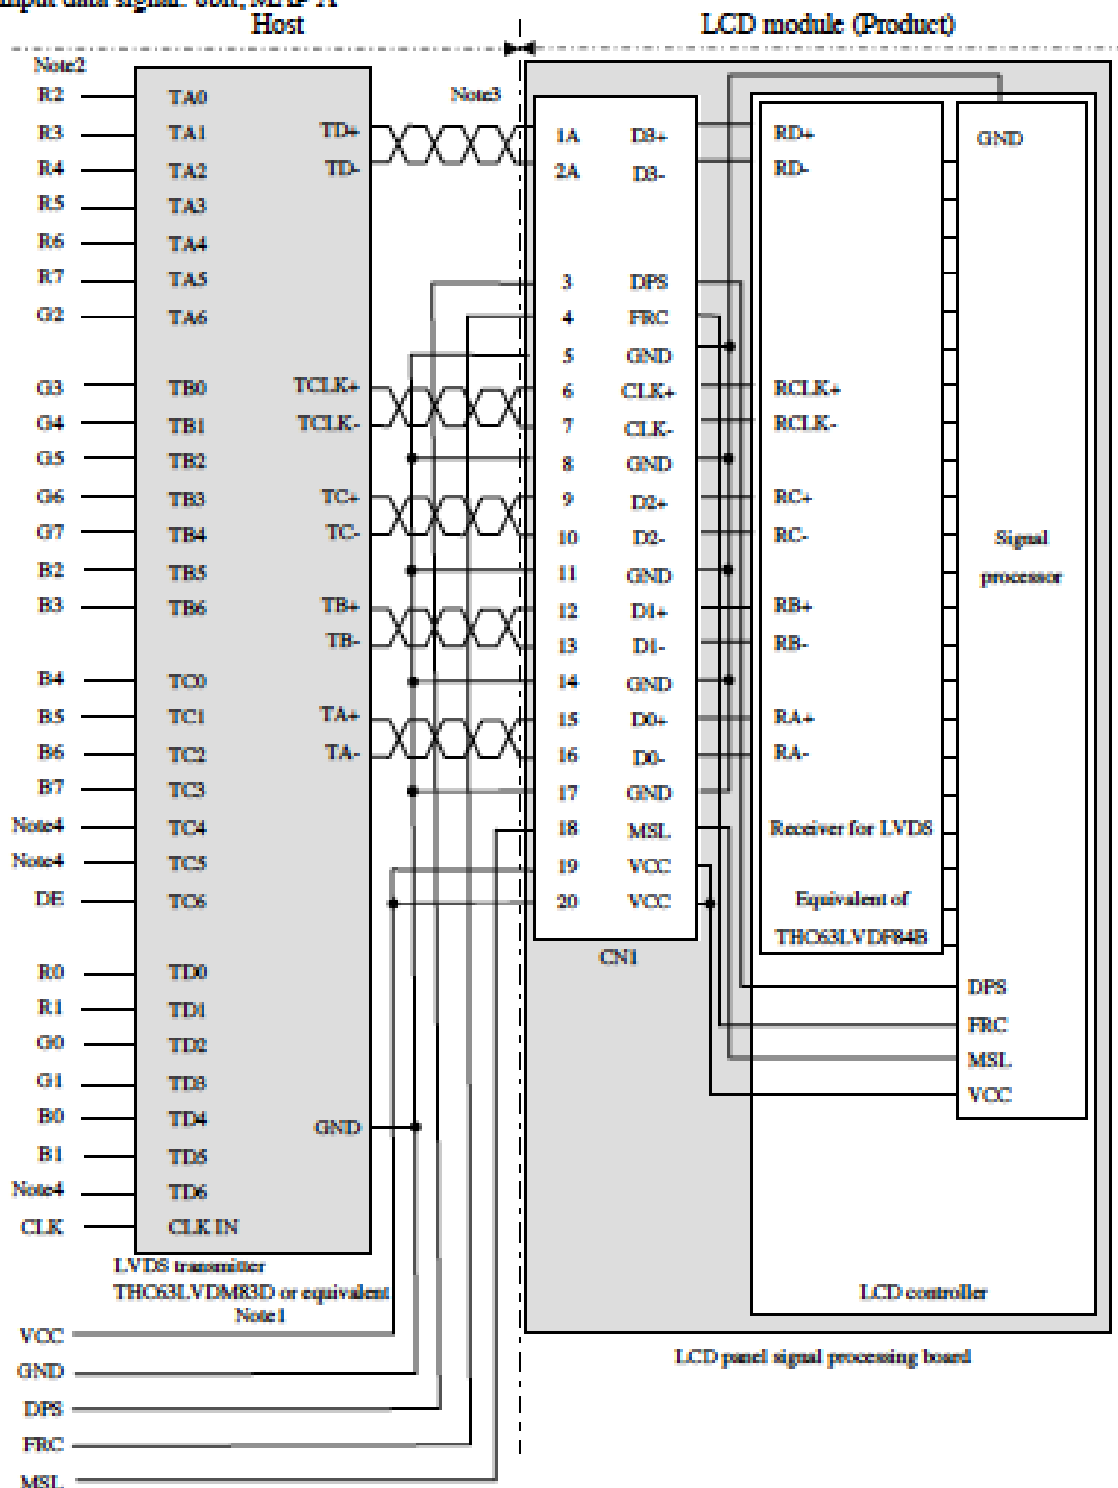 Input data signal: 8bit, MAP A
Host
LCD module (Product)
Note2
Note3
R2 TA0
R3 TA1 TD+ 1A D3+ RD+ GND
R4 TA2 TD- 2A D3- RD-
R5 TA3
R6 TA4
R7 TA5 3 DPS
G2 TA6 4 FRC
5 GND
G3 TB0 TCLK+ 6 CLK+ RCLK+
G4 TB1 TCLK- 7 CLK- RCLK-
G5 TB2 8 GND
G6 TB3 TC+ 9 D2+ RC+
G7 TB4 TC- 10 D2- RC- Signal
B2 TB5 11 GND processor
B3 TB6 TB+ 12 D1+ RB+
TB- 13 D1- RB-
B4 TC0 14 GND
B5 TC1 TA+ 15 D0+ RA+
B6 TC2 TA- 16 D0- RA-
B7 TC3 17 GND
Note4 TC4 18 MSL Receiver for LVDS
Note4 TC5 19 VCC
DE TC6 20 VCC Equivalent of
THC63LVDF84B
CN1
R0 TD0
DPS
R1 TD1
FRC
G0 TD2
MSL
G1 TD3
VCC
B0 TD4
GND
B1 TD5
Note4 TD6
CLK CLK IN
LVDS transmitter
THC63LVDM83D or equivalent
Note1
LCD controller
VCC
LCD panel signal processing board
GND
DPS
FRC
MSL